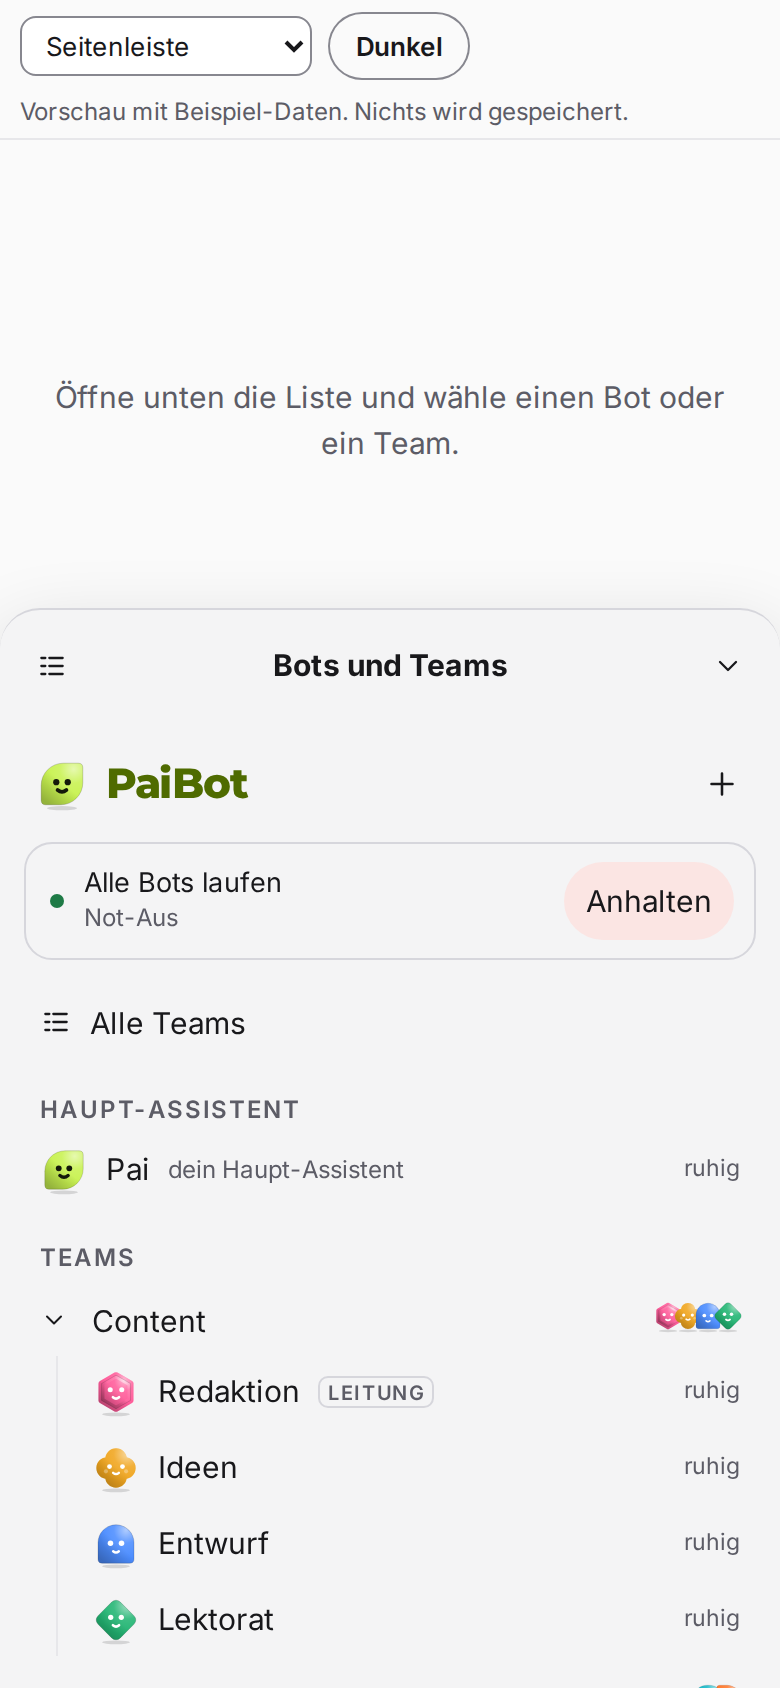 Seitenleiste
Dunkel
Vorschau mit Beispiel-Daten. Nichts wird gespeichert.
Öffne unten die Liste und wähle einen Bot oder
ein Team.
Bots und Teams
PaiBot
Alle Bots laufen
Not-Aus
Anhalten
Alle Teams
HAUPT-ASSISTENT
Pai dein Haupt-Assistent ruhig
TEAMS
Content
Redaktion LEITUNG ruhig
Ideen ruhig
Entwurf ruhig
Lektorat ruhig